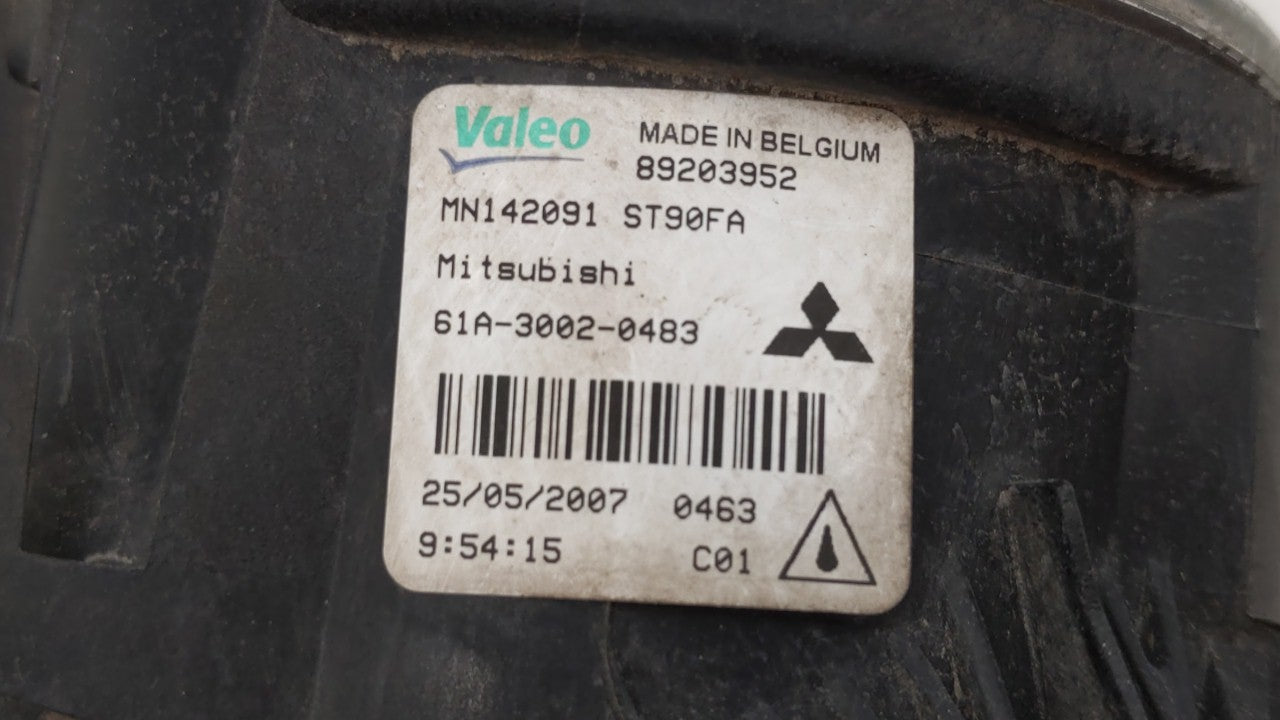 Valeo MADE IN BELGIUM
89203952
MN142091 ST90FA
Mitsubishi
61A-3002-0483
25/05/2007 0463
9:54:15 C01